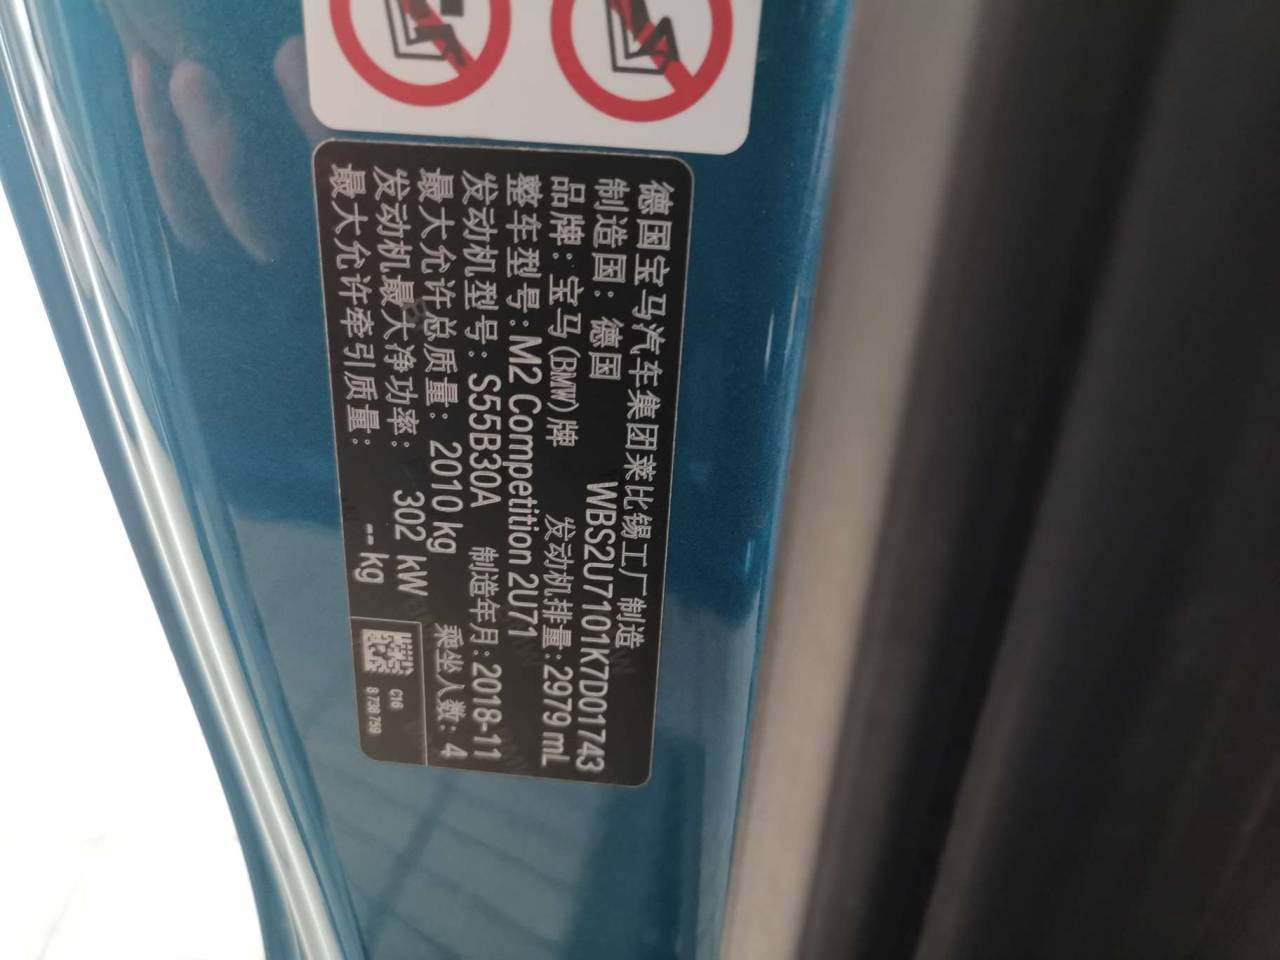 德国宝马汽车集团莱比锡工厂制造
制造国：德国 WBS2U7101K7D01743
品牌：宝马(BMW)牌 发动机排量：2979 mL
整车型号：M2 Competition 2U71
发动机型号：S55B30A 制造年月：2018-11
最大允许总质量：2010 kg 乘坐人数：4
发动机最大净功率：302 kW
最大允许牵引质量：-- kg
C16
8 738 759